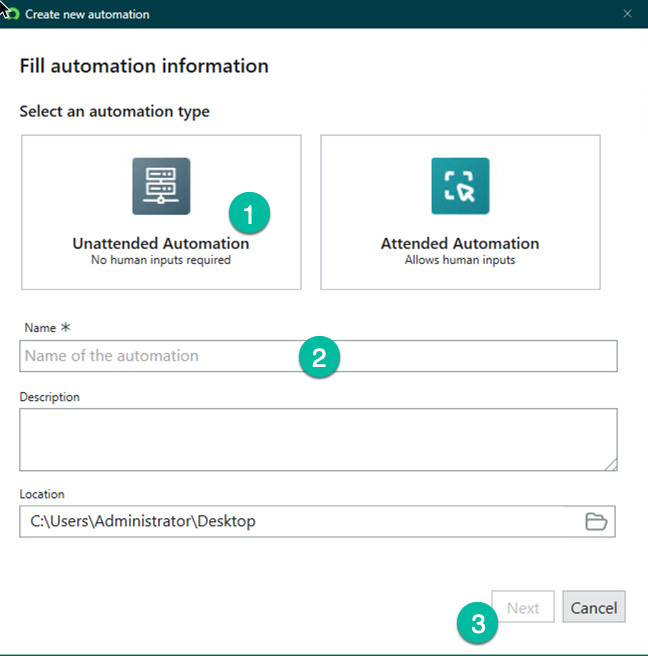 Create new automation
Fill automation information
Select an automation type
1
Unattended Automation
No human inputs required
Attended Automation
Allows human inputs
Name *
Name of the automation
2
Description
Location
C:\Users\Administrator\Desktop
3
Next
Cancel